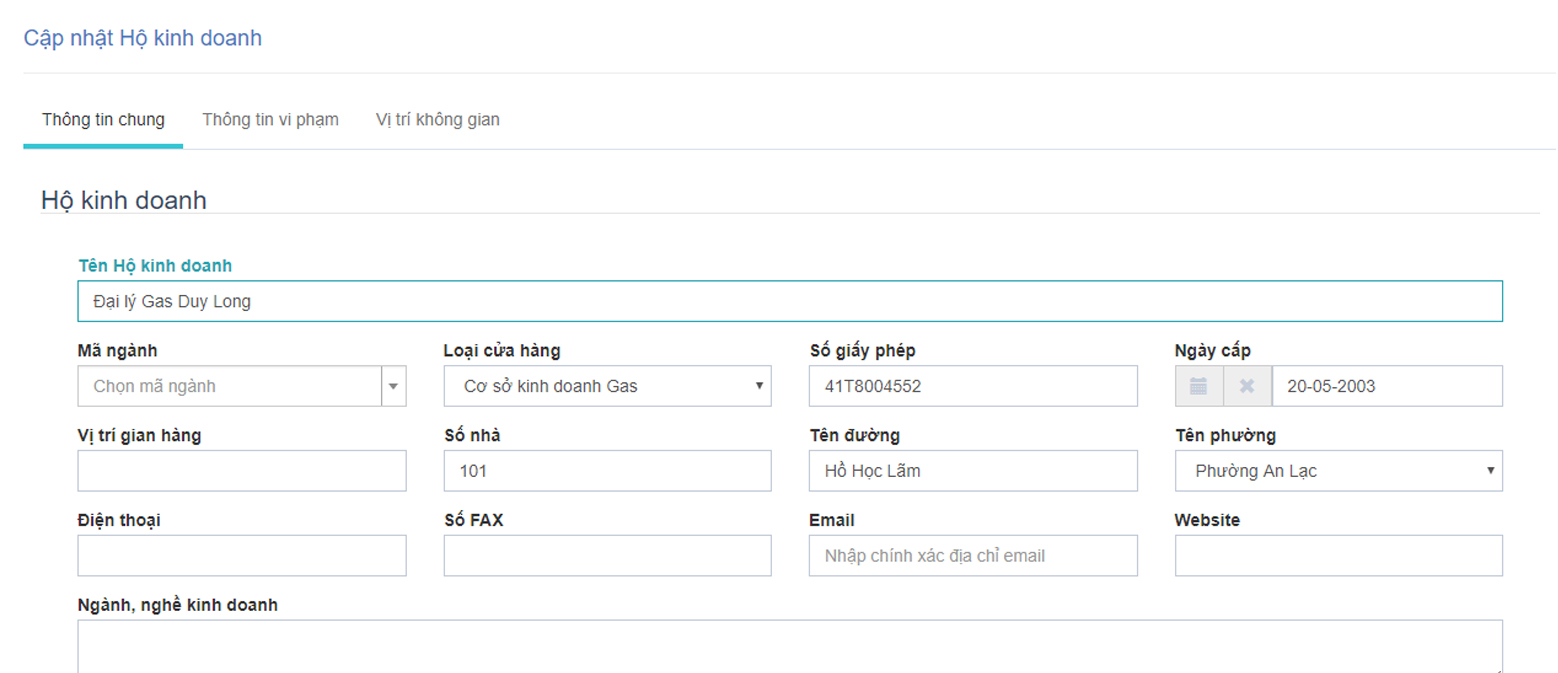 Cập nhật Hộ kinh doanh
Thông tin chung Thông tin vi phạm Vị trí không gian
Hộ kinh doanh
Tên Hộ kinh doanh
Đại lý Gas Duy Long
Mã ngành Loại cửa hàng Số giấy phép Ngày cấp
Chọn mã ngành Cơ sở kinh doanh Gas 41T8004552 20-05-2003
Vị trí gian hàng Số nhà Tên đường Tên phường
101 Hồ Học Lãm Phường An Lạc
Điện thoại Số FAX Email Website
Nhập chính xác địa chỉ email
Ngành, nghề kinh doanh